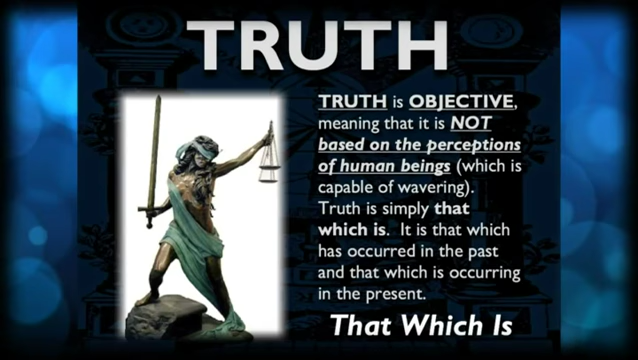 TRUTH
TRUTH is OBJECTIVE,
meaning that it is NOT
based on the perceptions
of human beings (which is
capable of wavering).
Truth is simply that
which is. It is that which
has occurred in the past
and that which is occurring
in the present.
That Which Is